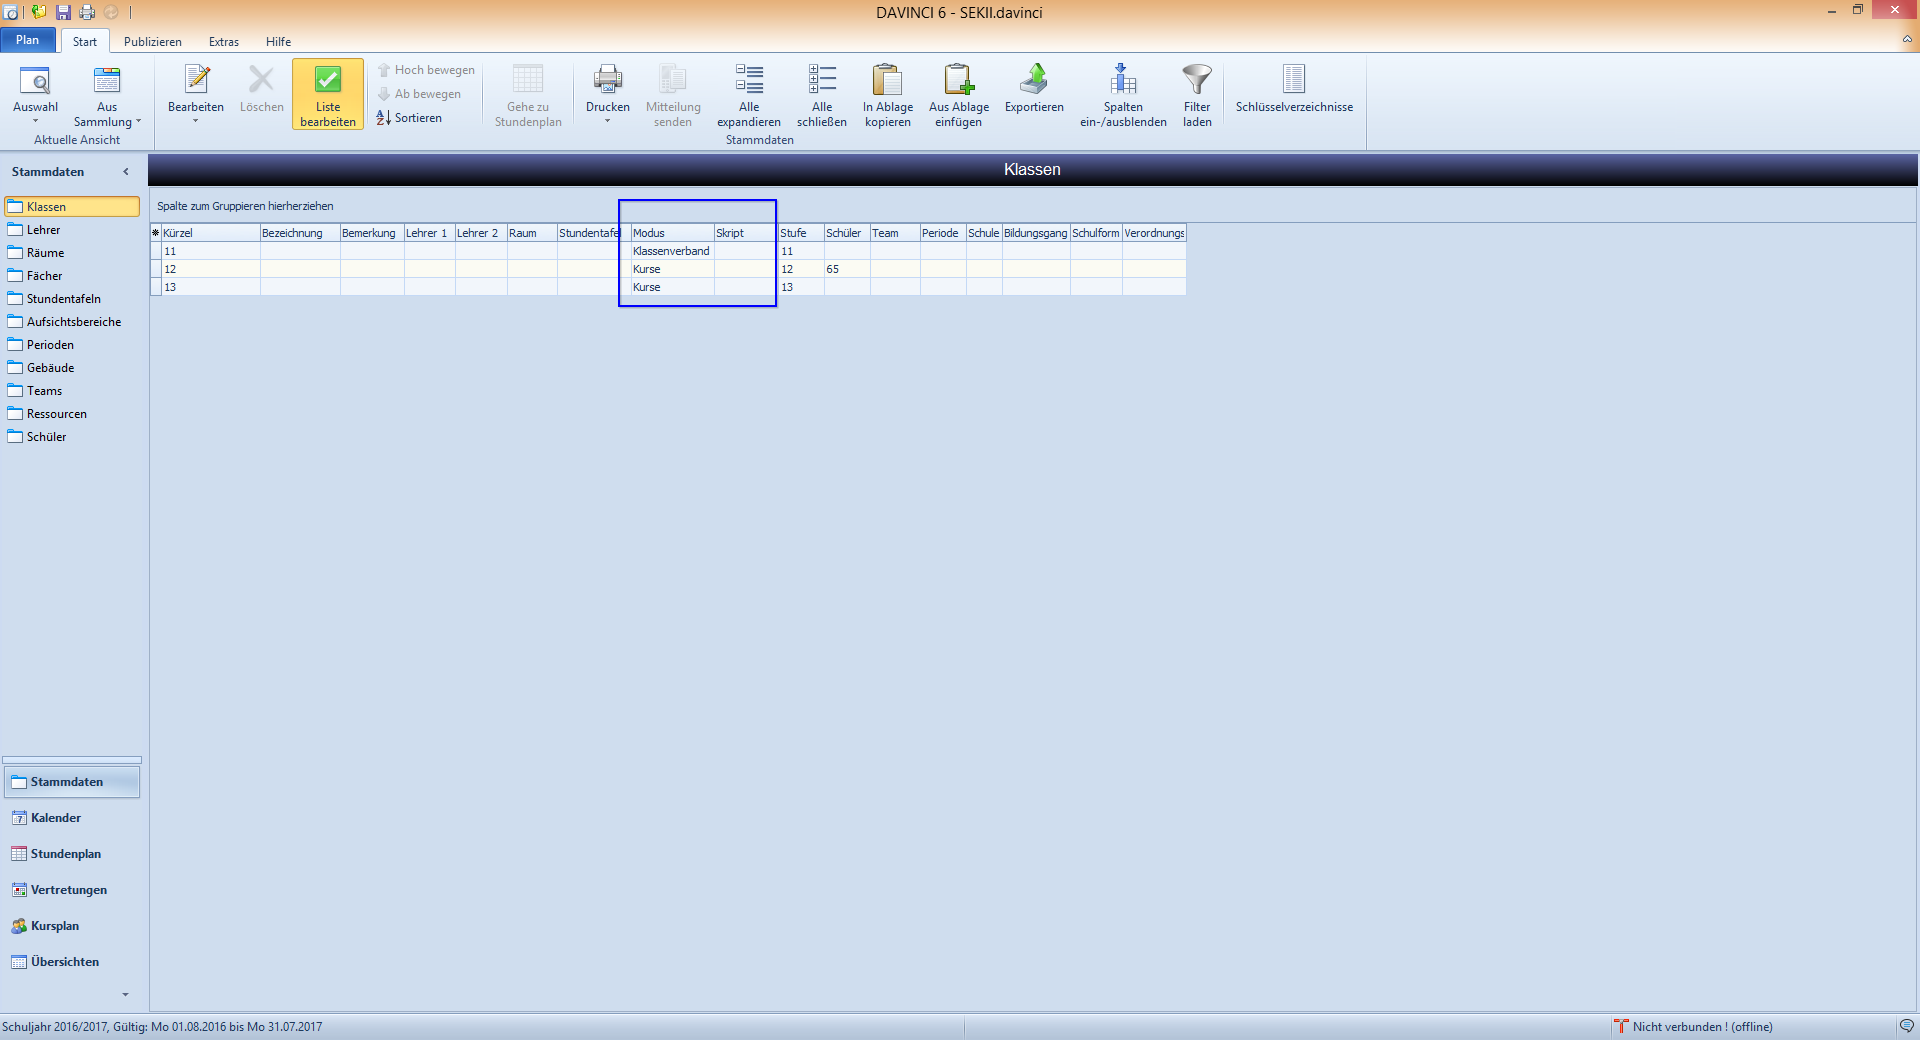 DAVINCI 6 - SEKII.davinci
Plan Start Publizieren Extras Hilfe
Auswahl
Aus Sammlung
Aktuelle Ansicht
Bearbeiten
Löschen
Liste bearbeiten
Hoch bewegen
Ab bewegen
Sortieren
Gehe zu Stundenplan
Drucken
Mitteilung senden
Alle expandieren
Alle schließen
In Ablage kopieren
Aus Ablage einfügen
Exportieren
Spalten ein-/ausblenden
Filter laden
Schlüsselverzeichnisse
Stammdaten
Stammdaten
Klassen
Lehrer
Räume
Fächer
Stundentafeln
Aufsichtsbereiche
Perioden
Gebäude
Teams
Ressourcen
Schüler
Klassen
Spalte zum Gruppieren hierherziehen
Kürzel Bezeichnung Bemerkung Lehrer 1 Lehrer 2 Raum Stundentafel Modus Skript Stufe Schüler Team Periode Schule Bildungsgang Schulform Verordnungs
11 Klassenverband 11
12 Kurse 12 65
13 Kurse 13
Stammdaten
Kalender
Stundenplan
Vertretungen
Kursplan
Übersichten
Schuljahr 2016/2017, Gültig: Mo 01.08.2016 bis Mo 31.07.2017
Nicht verbunden ! (offline)